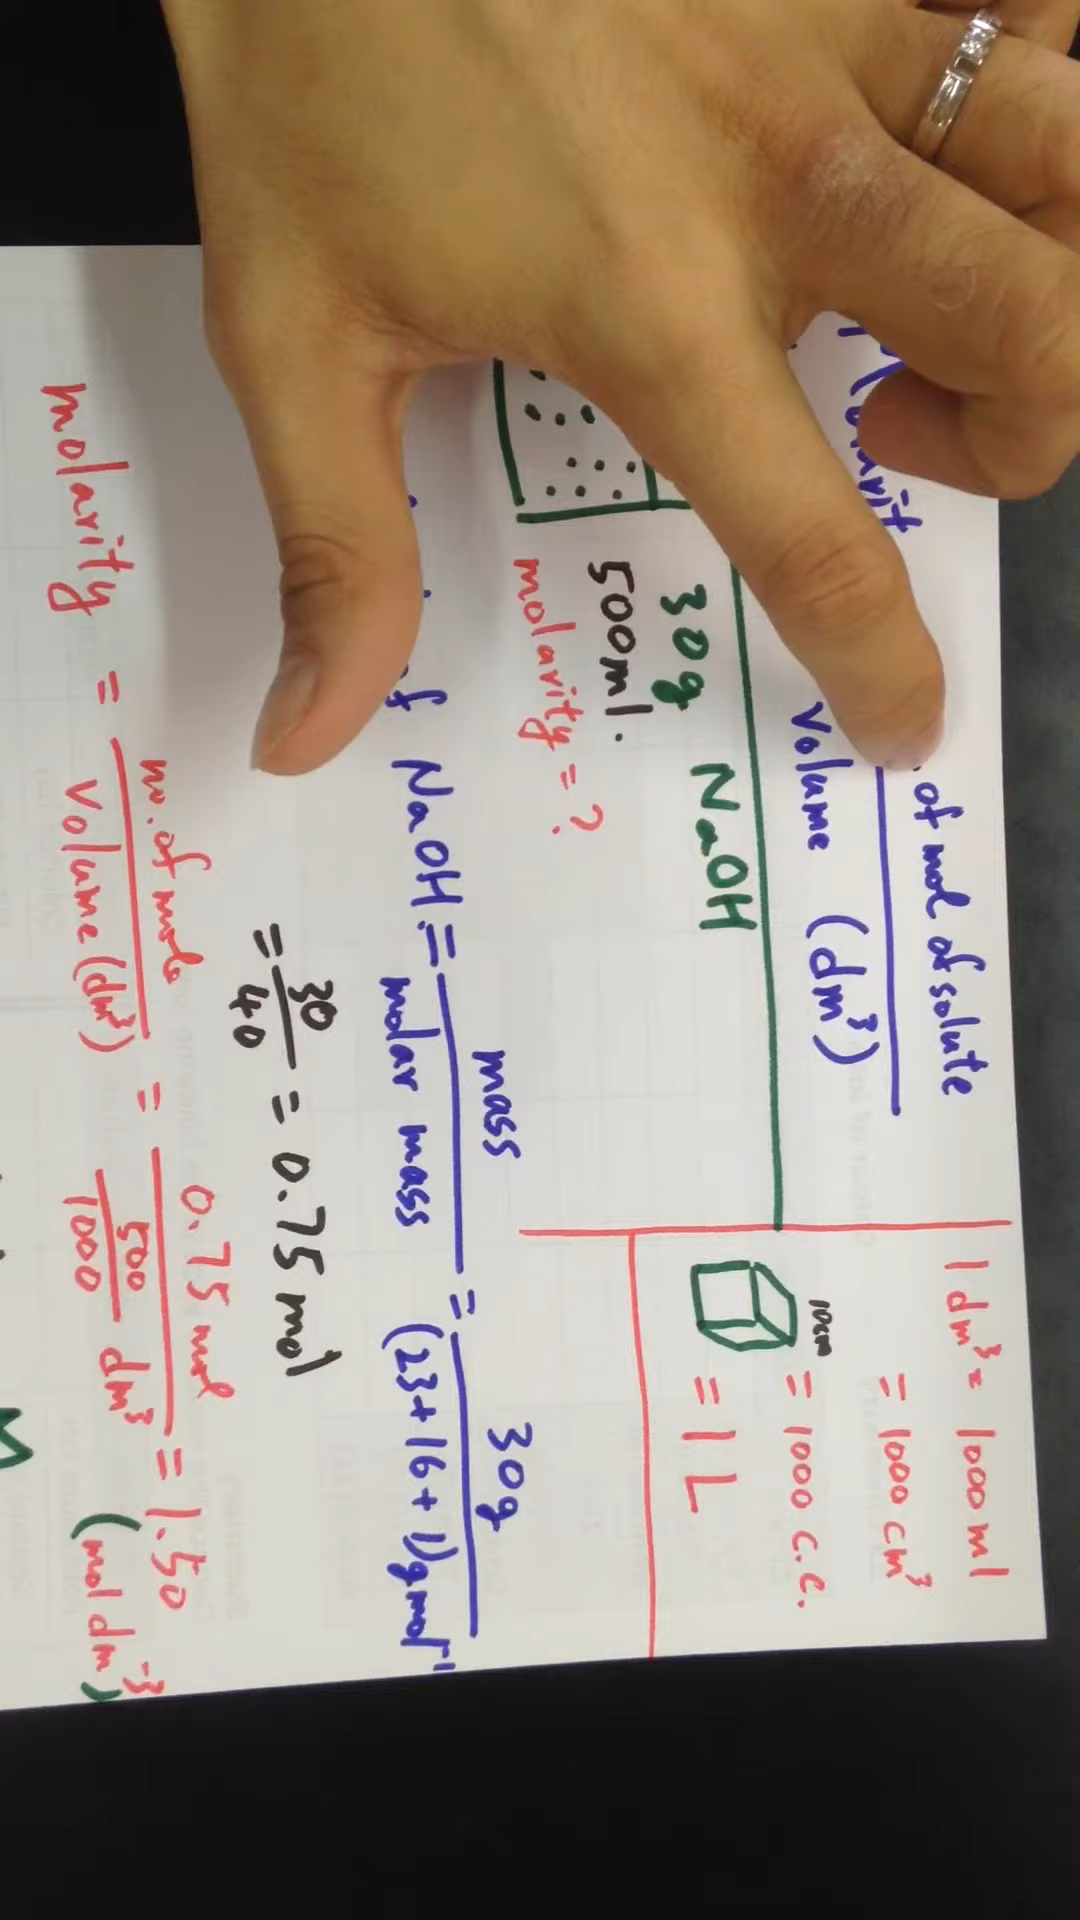 of mol of solute
Volume (dm³)
1 dm³ = 1000 ml
= 1000 cm³
10cm = 1000 c.c.
= 1 L
30g NaOH
500ml.
molarity = ?
of NaOH = mass / molar mass = 30g / (23+16+1) g mol⁻¹
= 30/40 = 0.75 mol
molarity = no. of mole / Volume (dm³) = 0.75 mol / (500/1000 dm³) = 1.50 (mol dm⁻³)
M